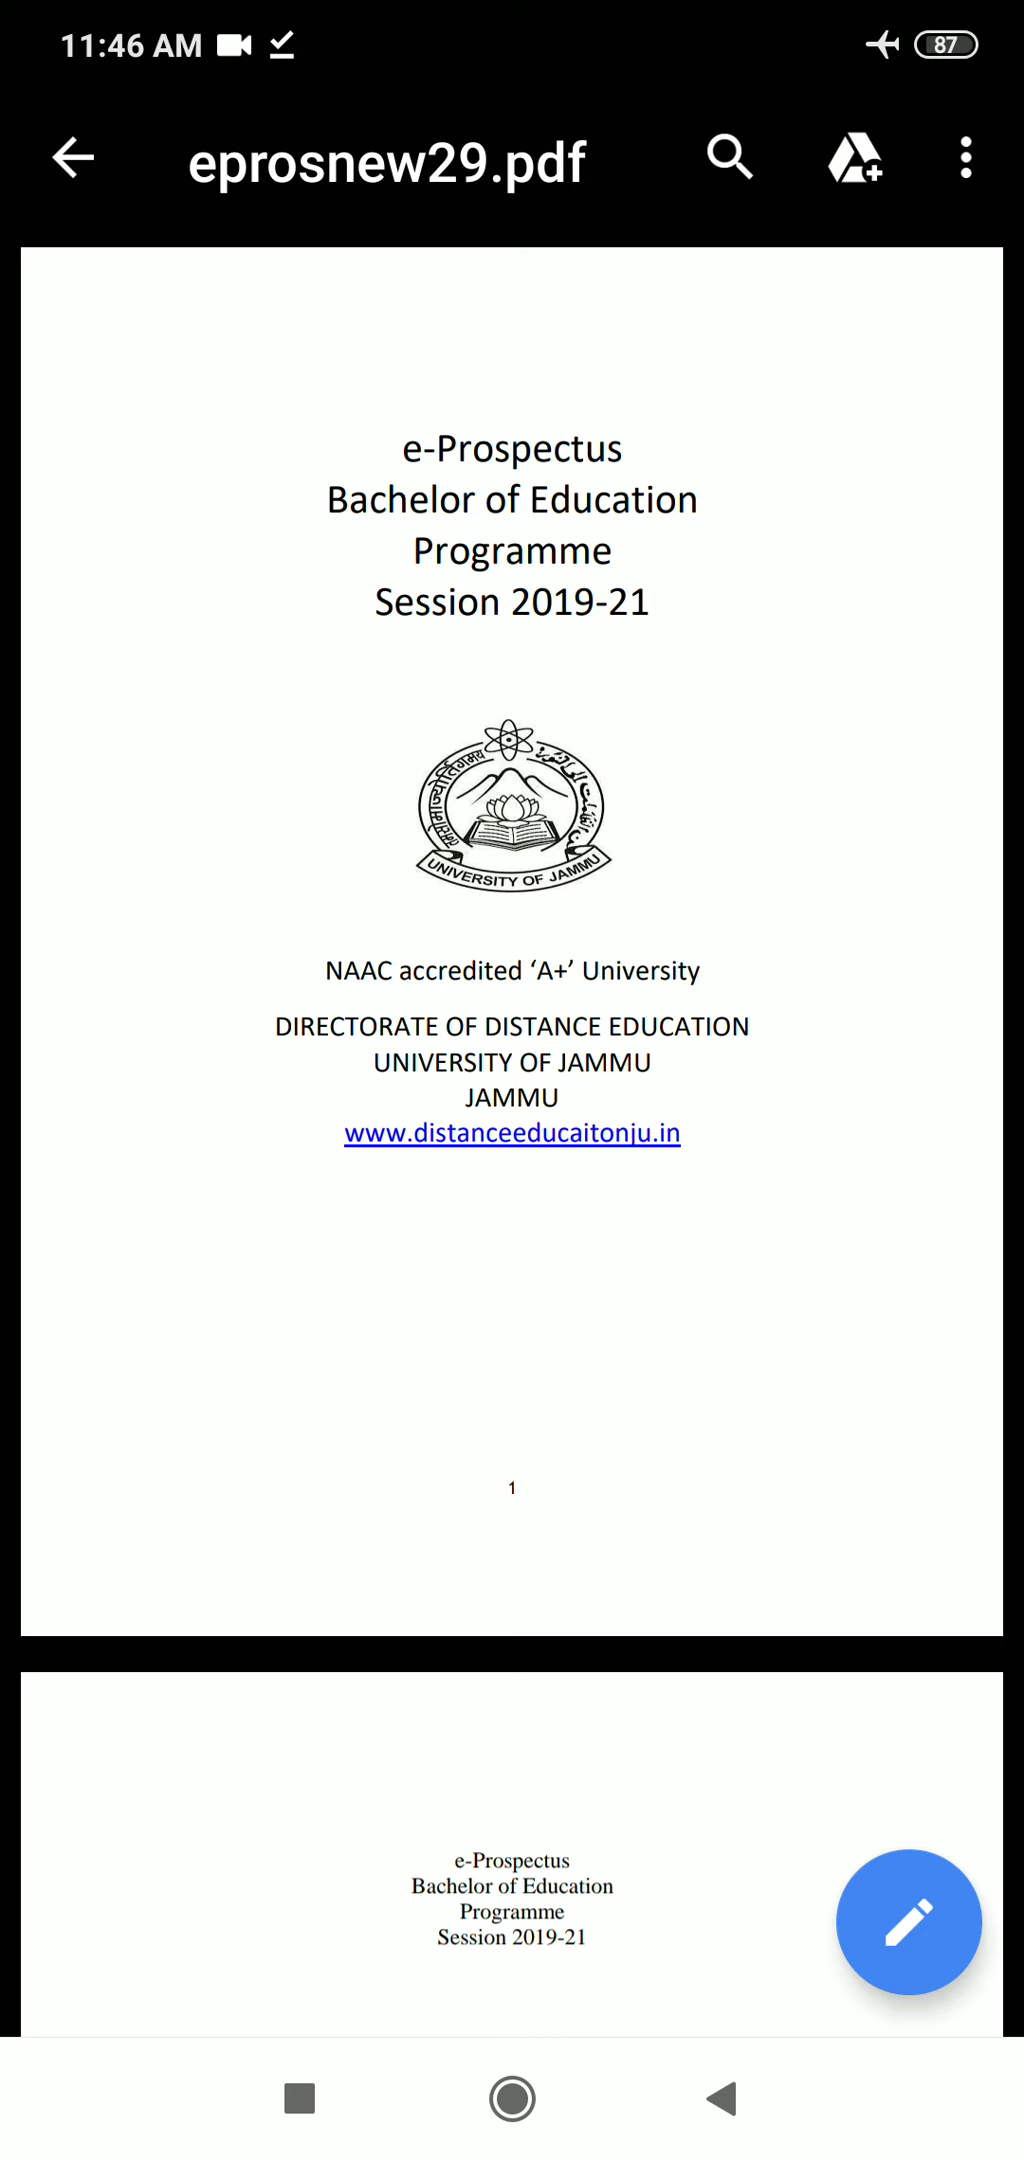 11:46 AM
87
eprosnew29.pdf
e-Prospectus
Bachelor of Education
Programme
Session 2019-21
तमसो मा ज्योतिर्गमय
UNIVERSITY OF JAMMU
NAAC accredited ‘A+’ University
DIRECTORATE OF DISTANCE EDUCATION
UNIVERSITY OF JAMMU
JAMMU
www.distanceeducaitonju.in
1
e-Prospectus
Bachelor of Education
Programme
Session 2019-21